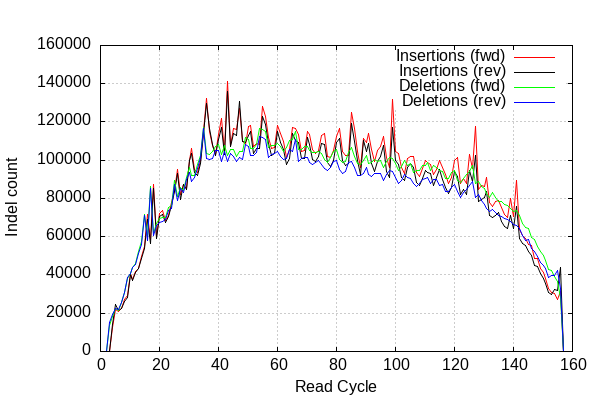 160000
140000
120000
100000
80000
60000
40000
20000
0
Indel count
Insertions (fwd)
Insertions (rev)
Deletions (fwd)
Deletions (rev)
0 20 40 60 80 100 120 140 160
Read Cycle